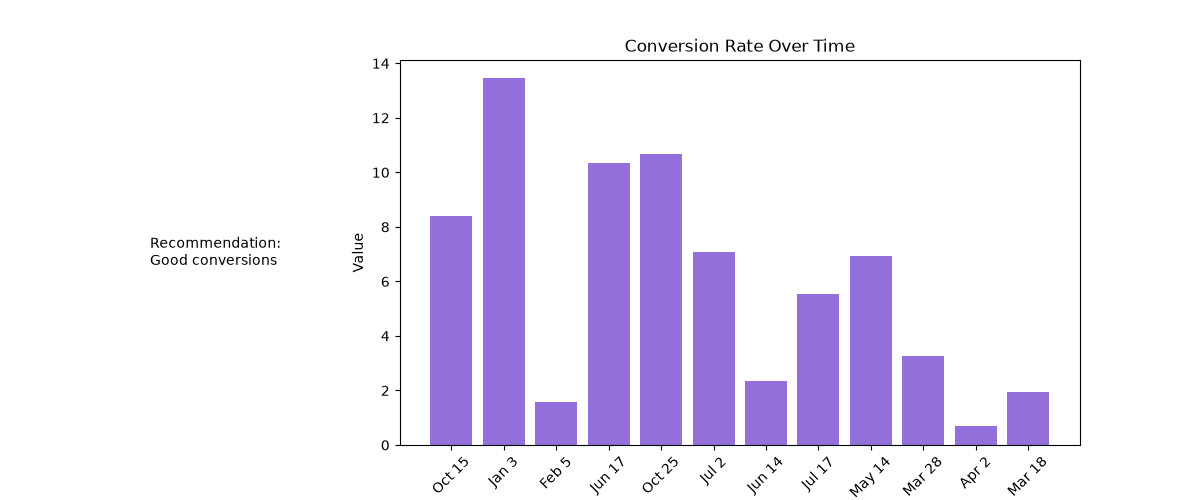 Conversion Rate Over Time
Recommendation:
Good conversions
Value
14
12
10
8
6
4
2
0
Oct 15
Jan 3
Feb 5
Jun 17
Oct 25
Jul 2
Jun 14
Jul 17
May 14
Mar 28
Apr 2
Mar 18